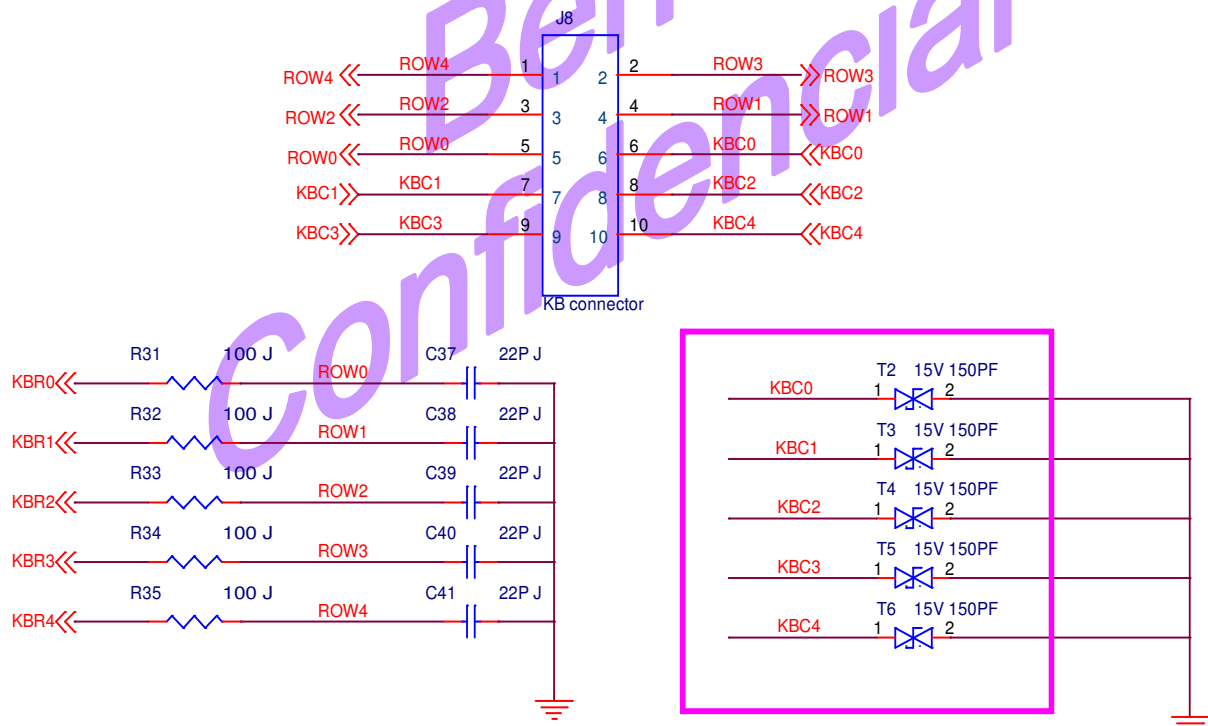 J8
ROW4 ROW4 1 1 2 2 ROW3 ROW3
ROW2 ROW2 3 3 4 4 ROW1 ROW1
ROW0 ROW0 5 5 6 6 KBC0 KBC0
KBC1 KBC1 7 7 8 8 KBC2 KBC2
KBC3 KBC3 9 9 10 10 KBC4 KBC4
KB connector
Confidencial
R31 100 J C37 22P J
KBR0 ROW0
R32 100 J C38 22P J
KBR1 ROW1
R33 100 J C39 22P J
KBR2 ROW2
R34 100 J C40 22P J
KBR3 ROW3
R35 100 J C41 22P J
KBR4 ROW4
T2 15V 150PF
KBC0 1 2
T3 15V 150PF
KBC1 1 2
T4 15V 150PF
KBC2 1 2
T5 15V 150PF
KBC3 1 2
T6 15V 150PF
KBC4 1 2